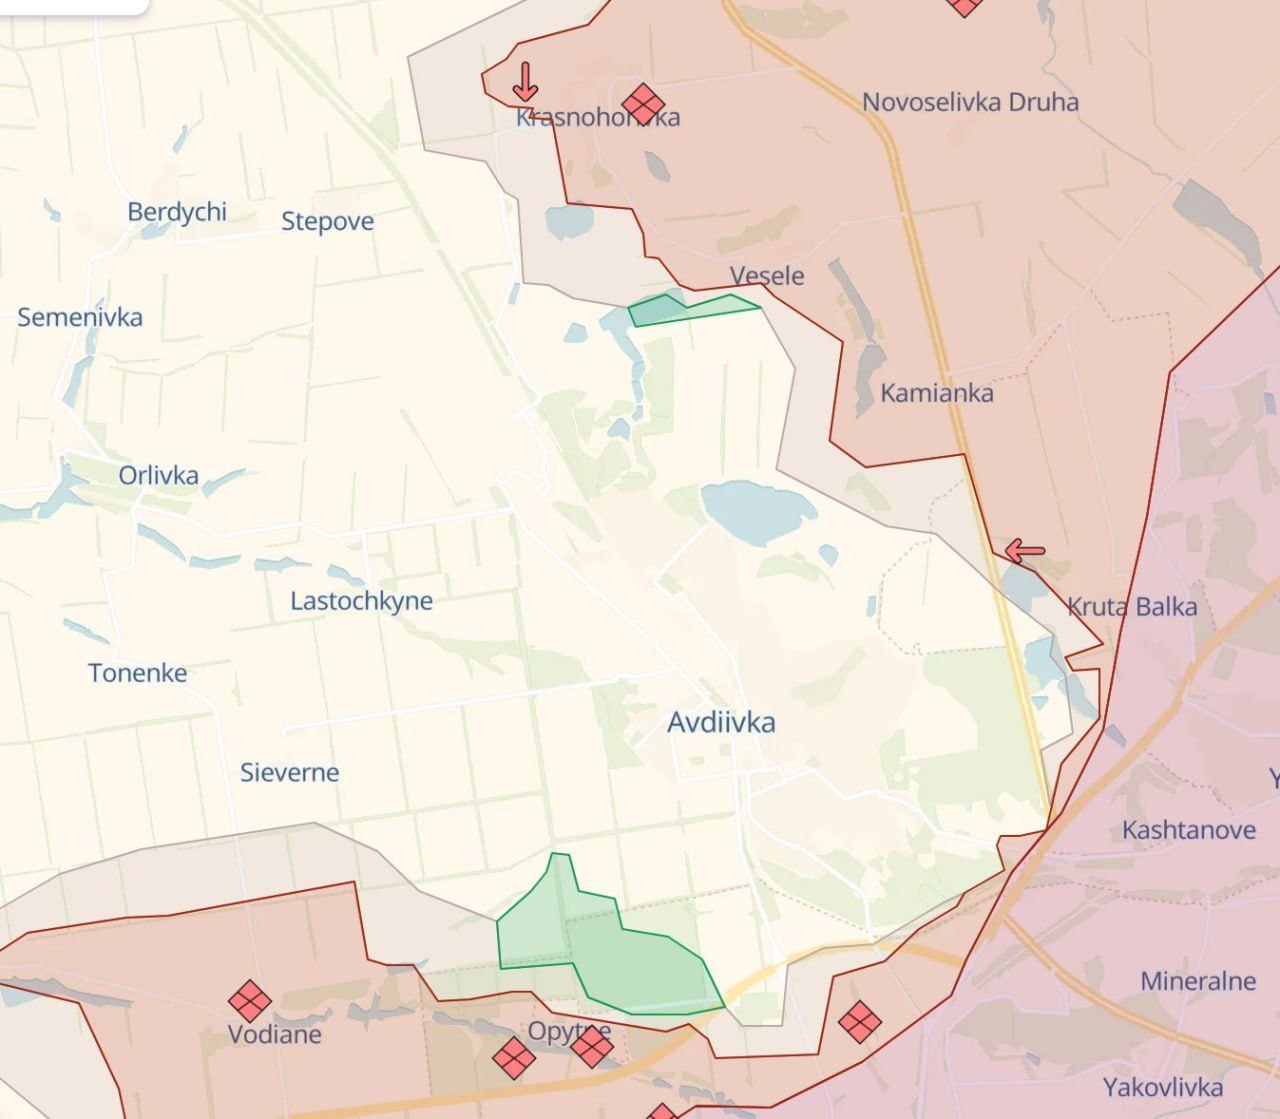 Novoselivka Druha
Krasnohorivka
Berdychi
Stepove
Vesele
Semenivka
Kamianka
Orlivka
Lastochkyne
Kruta Balka
Tonenke
Avdiivka
Sieverne
Kashtanove
Mineralne
Vodiane
Opytne
Yakovlivka